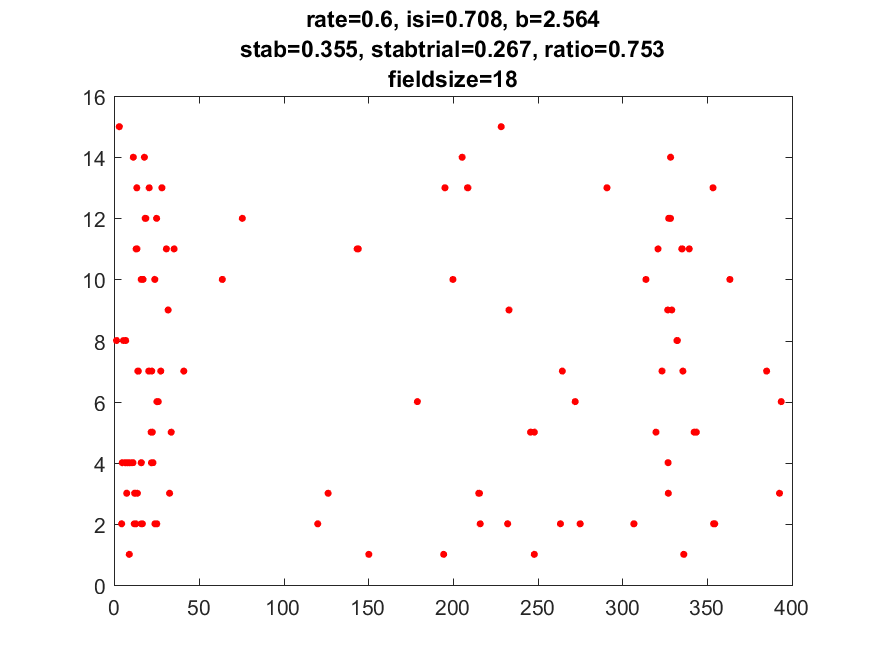 rate=0.6, isi=0.708, b=2.564
stab=0.355, stabtrial=0.267, ratio=0.753
fieldsize=18
16
14
12
10
8
6
4
2
0
0 50 100 150 200 250 300 350 400